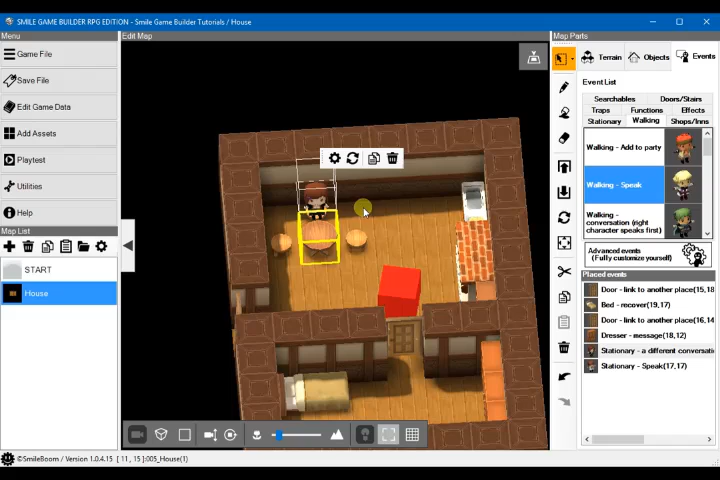 SMILE GAME BUILDER RPG EDITION - Smile Game Builder Tutorials / House
Menu
Edit Map
Map Parts
Game File
Save File
Edit Game Data
Add Assets
Playtest
Utilities
Help
Map List
START
House
Terrain
Objects
Events
Event List
Searchables
Doors/Stairs
Traps
Functions
Effects
Stationary
Walking
Shops/Inns
Walking - Add to party
Walking - Speak
Walking -
conversation (right
character speaks first)
Advanced events
(Fully customize yourself)
Placed events
Door - link to another place(15,18
Bed - recover(19,17)
Door - link to another place(16,14
Dresser - message(18,12)
Stationary - a different conversati
Stationary - Speak(17,17)
©SmileBoom / Version 1.0.4.15 [ 11 , 15 ]:005_House(1)